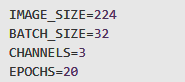 IMAGE_SIZE=224
BATCH_SIZE=32
CHANNELS=3
EPOCHS=20